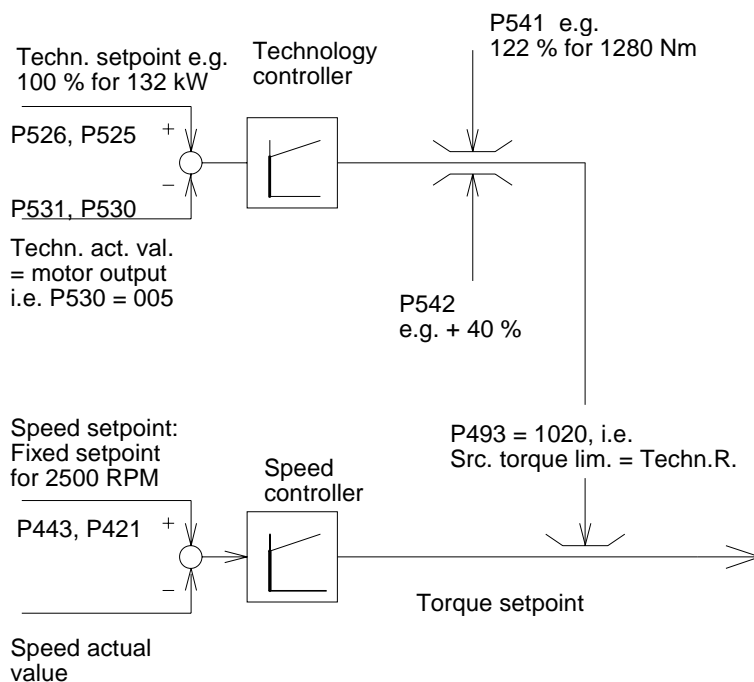 Techn. setpoint e.g.
100 % for 132 kW
Technology
controller
P541 e.g.
122 % for 1280 Nm
P526, P525
+
−
P531, P530
Techn. act. val.
= motor output
i.e. P530 = 005
P542
e.g. + 40 %
Speed setpoint:
Fixed setpoint
for 2500 RPM
Speed
controller
P493 = 1020, i.e.
Src. torque lim. = Techn.R.
P443, P421
+
−
Torque setpoint
Speed actual
value